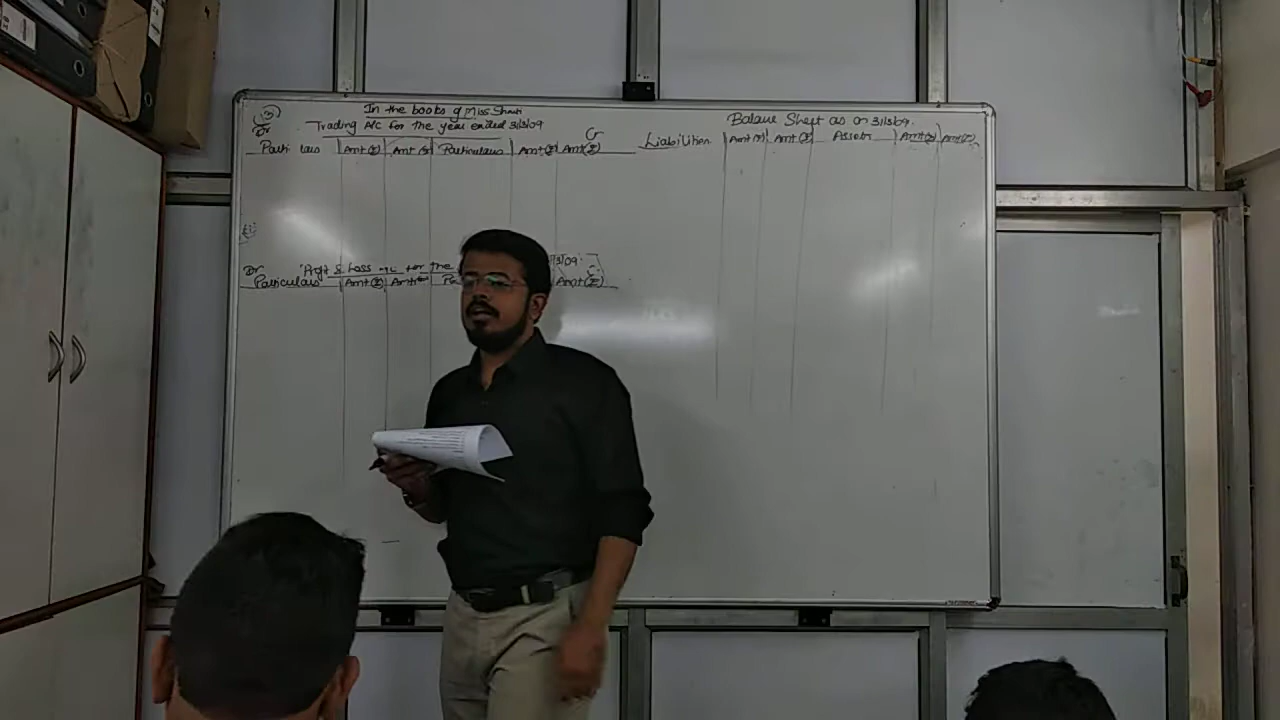 (3)
In the books of Miss
Dr Trading A/C for the year ended 31/3/09 Cr
Particulars Amt(₹) Amt(₹) Particulars Amt(₹) Amt(₹)
Dr Profit & Loss A/c for the 3/09. Cr
Particulars Amt(₹) Amt(₹) Amt(₹)
Balance Sheet as on 31/3/09.
Liabilities Amt(₹) Amt(₹) Assets Amt(₹) Amt(₹)